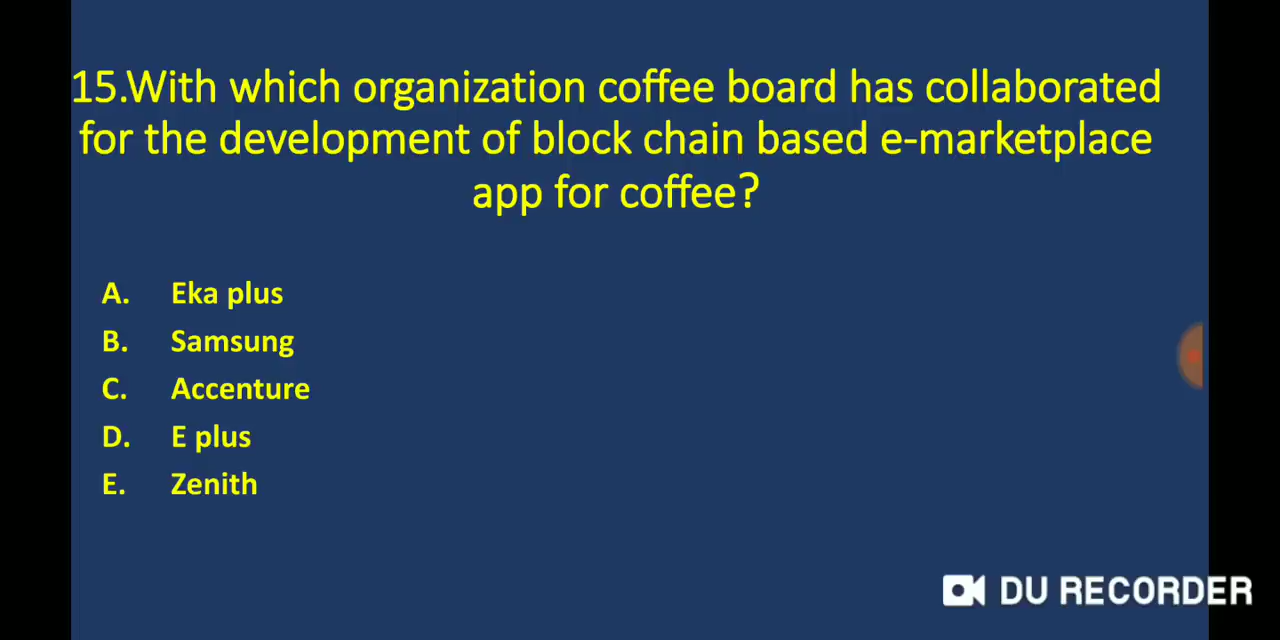 15.With which organization coffee board has collaborated
for the development of block chain based e-marketplace
app for coffee?
A. Eka plus
B. Samsung
C. Accenture
D. E plus
E. Zenith
DU RECORDER